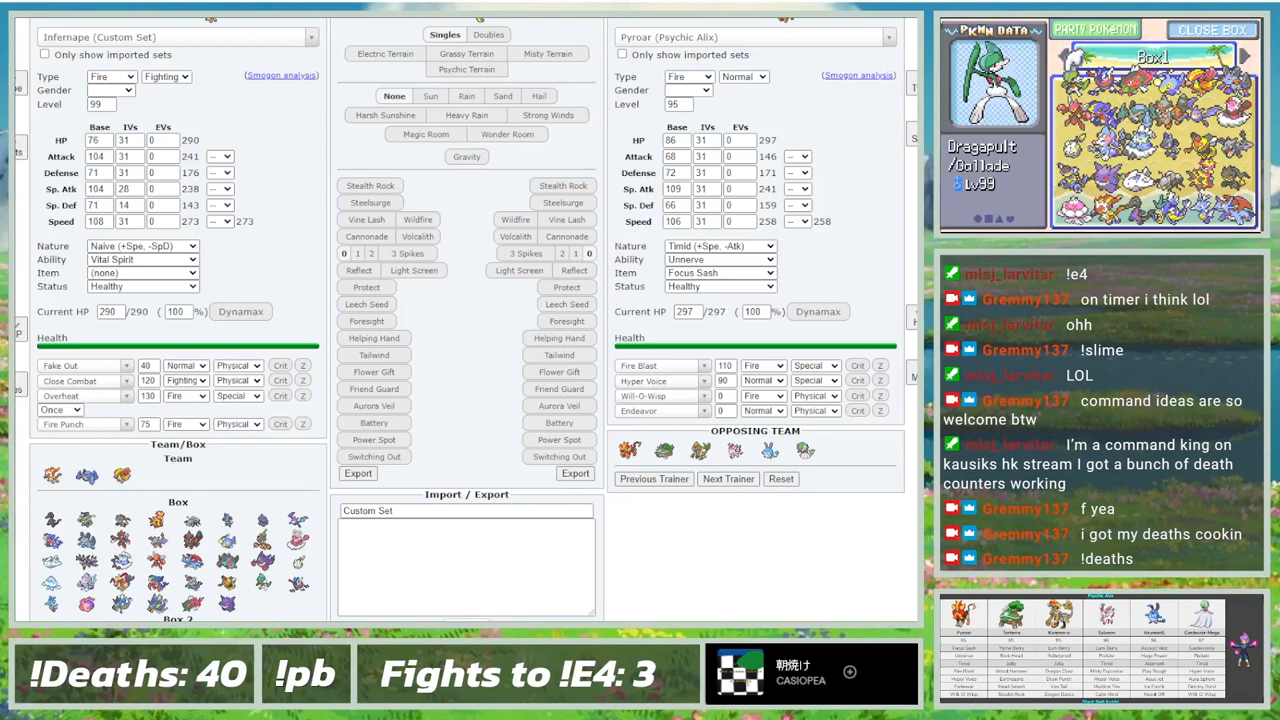 Infernape (Custom Set)
Only show imported sets
Type Fire Fighting (Smogon analysis)
Gender
Level 99
Base IVs EVs
HP 76 31 0 290
Attack 104 31 0 241 --
Defense 71 31 0 176 --
Sp. Atk 104 28 0 238 --
Sp. Def 71 14 0 143 --
Speed 108 31 0 273 -- 273
Nature Naive (+Spe, -SpD)
Ability Vital Spirit
Item (none)
Status Healthy
Current HP 290 /290 ( 100 %) Dynamax
Health
Fake Out 40 Normal Physical Crit Z
Close Combat 120 Fighting Physical Crit Z
Overheat 130 Fire Special Crit Z
Once
Fire Punch 75 Fire Physical Crit Z
Team/Box
Team
Box
Box 2
Singles Doubles
Electric Terrain Grassy Terrain Misty Terrain
Psychic Terrain
None Sun Rain Sand Hail
Harsh Sunshine Heavy Rain Strong Winds
Magic Room Wonder Room
Gravity
Stealth Rock Stealth Rock
Steelsurge Steelsurge
Vine Lash Wildfire Wildfire Vine Lash
Cannonade Volcalith Volcalith Cannonade
0 1 2 3 Spikes 3 Spikes 2 1 0
Reflect Light Screen Light Screen Reflect
Protect Protect
Leech Seed Leech Seed
Foresight Foresight
Helping Hand Helping Hand
Tailwind Tailwind
Flower Gift Flower Gift
Friend Guard Friend Guard
Aurora Veil Aurora Veil
Battery Battery
Power Spot Power Spot
Switching Out Switching Out
Export Export
Import / Export
Custom Set
Pyroar (Psychic Alix)
Only show imported sets
Type Fire Normal (Smogon analysis)
Gender
Level 95
Base IVs EVs
HP 86 31 0 297
Attack 68 31 0 146 --
Defense 72 31 0 171 --
Sp. Atk 109 31 0 241 --
Sp. Def 66 31 0 159 --
Speed 106 31 0 258 -- 258
Nature Timid (+Spe, -Atk)
Ability Unnerve
Item Focus Sash
Status Healthy
Current HP 297 /297 ( 100 %) Dynamax
Health
Fire Blast 110 Fire Special Crit Z
Hyper Voice 90 Normal Special Crit Z
Will-O-Wisp 0 Fire Physical Crit Z
Endeavor 0 Normal Physical Crit Z
OPPOSING TEAM
Previous Trainer Next Trainer Reset
PKMN DATA
PARTY POKéMON
CLOSE BOX
Box1
Dragapult
/Gallade
♂Lv99
misj_larvitar !e4
Gremmy137 on timer i think lol
misj_larvitar ohh
Gremmy137 !slime
misj_larvitar LOL
Gremmy137 command ideas are so
welcome btw
misj_larvitar I'm a command king on
kausiks hk stream I got a bunch of death
counters working
Gremmy137 f yea
Gremmy137 i got my deaths cookin
Gremmy137 !deaths
朝焼け
CASIOPEA
Psychic Alix
Pyroar Torterra Kommo-o Sylveon Azumarill Gardevoir-Mega